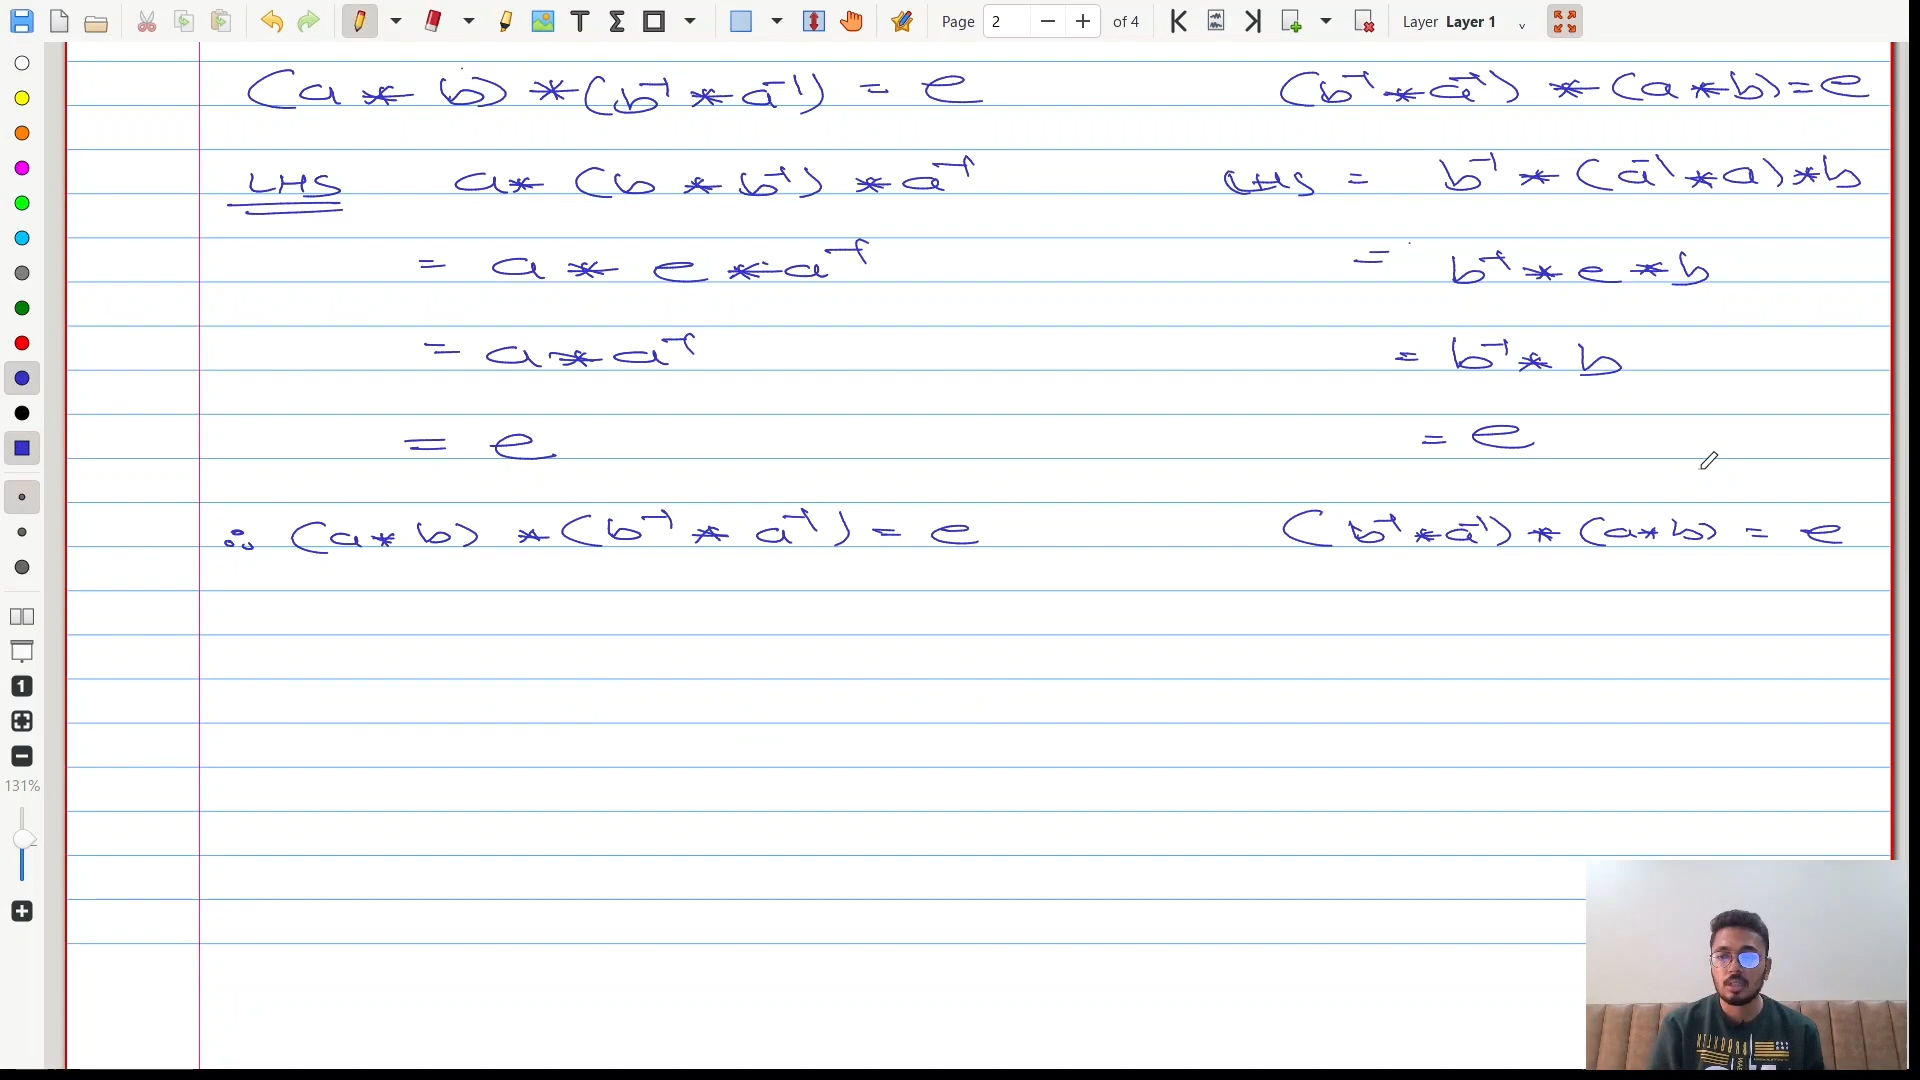 Page 2 of 4 Layer Layer 1
(a * b) * (b⁻¹ * a⁻¹) = e
(b⁻¹ * a⁻¹) * (a * b) = e
LHS a * (b * b⁻¹) * a⁻¹
LHS = b⁻¹ * (a⁻¹ * a) * b
= a * e * a⁻¹
= b⁻¹ * e * b
= a * a⁻¹
= b⁻¹ * b
= e
= e
∴ (a * b) * (b⁻¹ * a⁻¹) = e
(b⁻¹ * a⁻¹) * (a * b) = e
1
131%